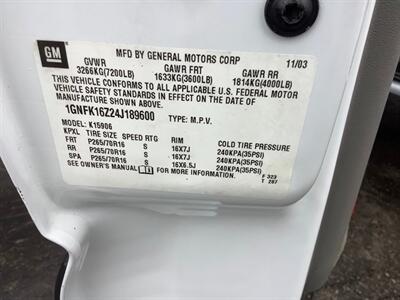 GM
MFD BY GENERAL MOTORS CORP 11/03
GVWR GAWR FRT GAWR RR
3266KG(7200LB) 1633KG(3600LB) 1814KG(4000LB)
THIS VEHICLE CONFORMS TO ALL APPLICABLE U.S. FEDERAL MOTOR
VEHICLE SAFETY STANDARDS IN EFFECT ON THE DATE OF
MANUFACTURE SHOWN ABOVE.
1GNFK16Z24J189600 TYPE: M.P.V.
MODEL: K15906
KPXL TIRE SIZE SPEED RTG RIM COLD TIRE PRESSURE
FRT P265/70R16 S 16X7J 240KPA(35PSI)
RR P265/70R16 S 16X7J 240KPA(35PSI)
SPA P265/70R16 S 16X6.5J 240KPA(35PSI)
SEE OWNER'S MANUAL FOR MORE INFORMATION. F 323
T 287